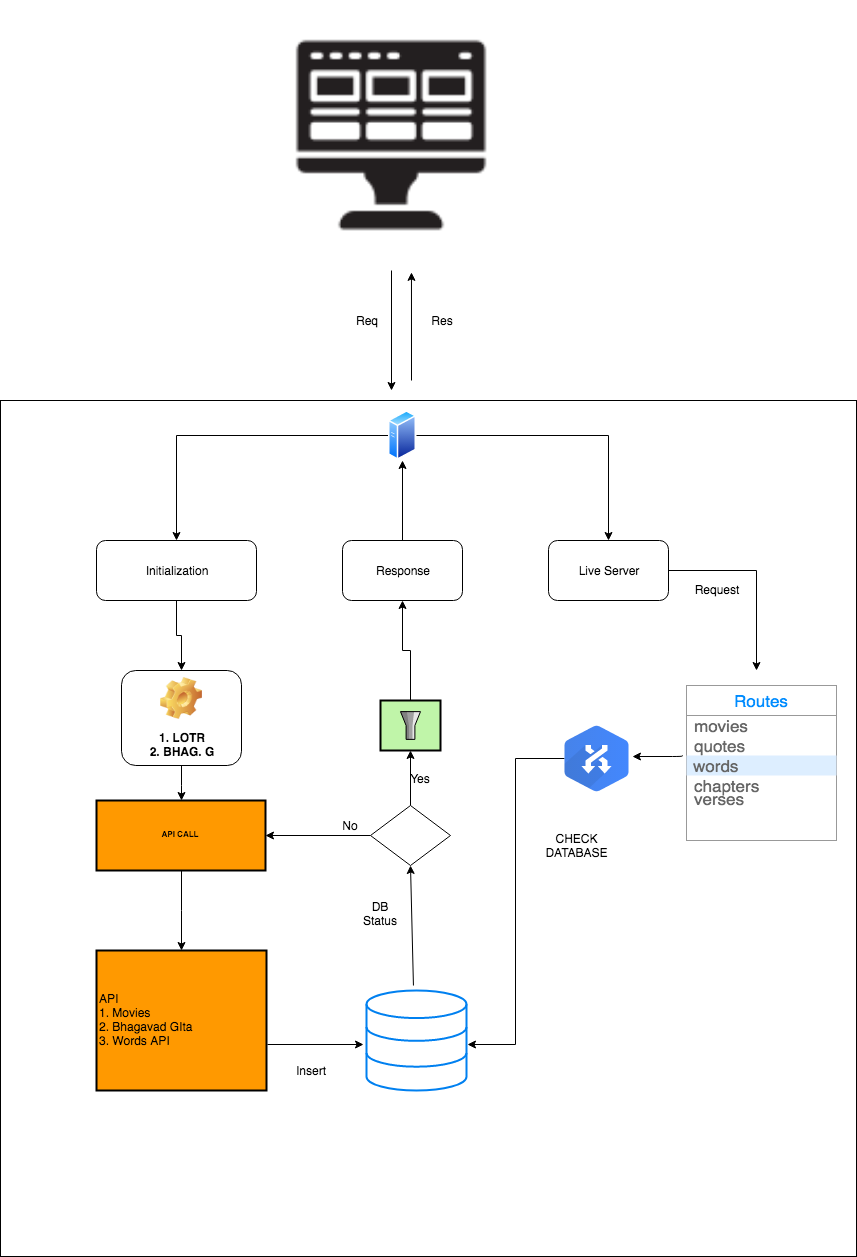 Req
Res
Initialization
Response
Live Server
Request
1. LOTR
2. BHAG. G
Routes
movies
quotes
words
chapters
verses
Yes
No
API CALL
CHECK
DATABASE
DB
Status
API
1. Movies
2. Bhagavad GIta
3. Words API
Insert